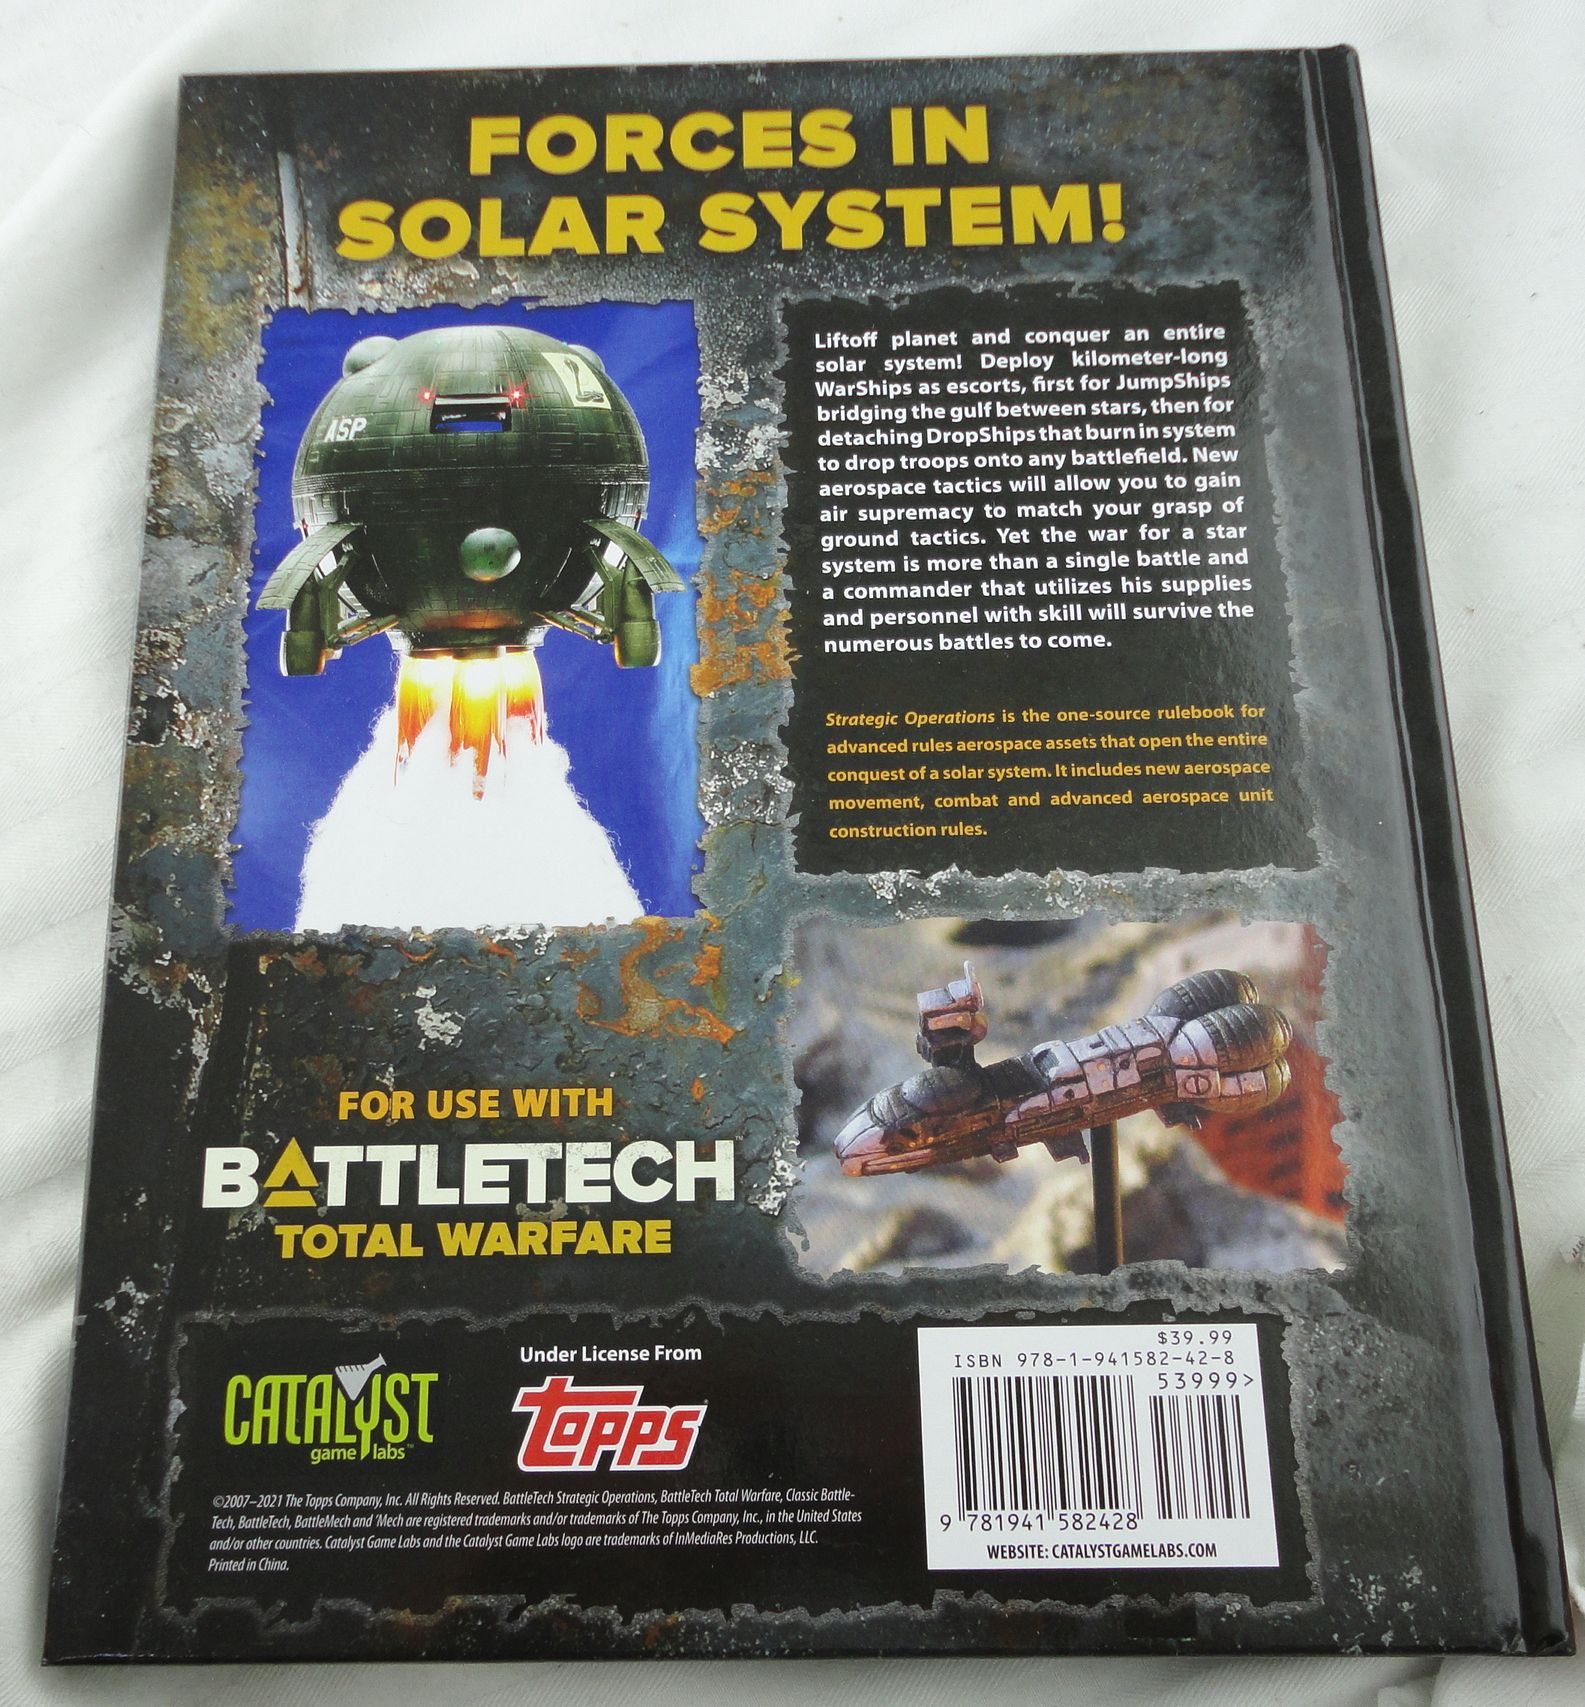 FORCES IN
SOLAR SYSTEM!
ASP
Liftoff planet and conquer an entire
solar system! Deploy kilometer-long
WarShips as escorts, first for JumpShips
bridging the gulf between stars, then for
detaching DropShips that burn in system
to drop troops onto any battlefield. New
aerospace tactics will allow you to gain
air supremacy to match your grasp of
ground tactics. Yet the war for a star
system is more than a single battle and
a commander that utilizes his supplies
and personnel with skill will survive the
numerous battles to come.
Strategic Operations is the one-source rulebook for
advanced rules aerospace assets that open the entire
conquest of a solar system. It includes new aerospace
movement, combat and advanced aerospace unit
construction rules.
FOR USE WITH
BATTLETECH™
TOTAL WARFARE
CATALYST
game labs™
Under License From
Topps®
©2007–2021 The Topps Company, Inc. All Rights Reserved. BattleTech Strategic Operations, BattleTech Total Warfare, Classic Battle-
Tech, BattleTech, BattleMech and 'Mech are registered trademarks and/or trademarks of The Topps Company, Inc., in the United States
and/or other countries. Catalyst Game Labs and the Catalyst Game Labs logo are trademarks of InMediaRes Productions, LLC.
Printed in China.
$39.99
ISBN 978-1-941582-42-8
53999>
9 781941 582428
WEBSITE: CATALYSTGAMELABS.COM